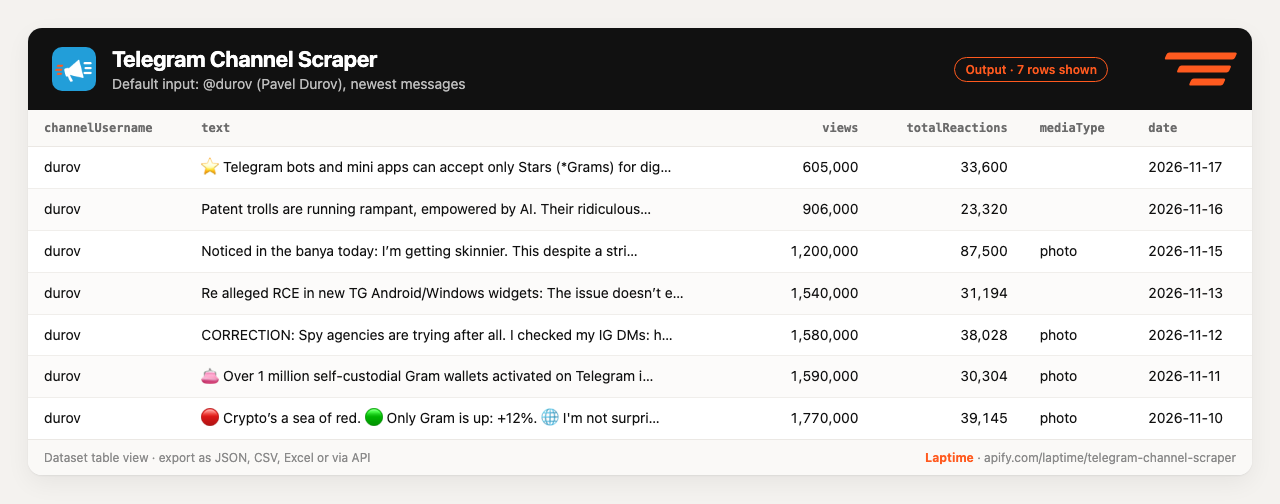 Telegram Channel Scraper
Default input: @durov (Pavel Durov), newest messages
Output · 7 rows shown
channelUsername text views totalReactions mediaType date
durov ⭐ Telegram bots and mini apps can accept only Stars (*Grams) for dig… 605,000 33,600 2026-11-17
durov Patent trolls are running rampant, empowered by AI. Their ridiculous… 906,000 23,320 2026-11-16
durov Noticed in the banya today: I’m getting skinnier. This despite a stri… 1,200,000 87,500 photo 2026-11-15
durov Re alleged RCE in new TG Android/Windows widgets: The issue doesn’t e… 1,540,000 31,194 2026-11-13
durov CORRECTION: Spy agencies are trying after all. I checked my IG DMs: h… 1,580,000 38,028 photo 2026-11-12
durov 👛 Over 1 million self-custodial Gram wallets activated on Telegram i… 1,590,000 30,304 photo 2026-11-11
durov 🔴 Crypto’s a sea of red. 🟢 Only Gram is up: +12%. 🌐 I'm not surpri… 1,770,000 39,145 photo 2026-11-10
Dataset table view · export as JSON, CSV, Excel or via API
Laptime · apify.com/laptime/telegram-channel-scraper